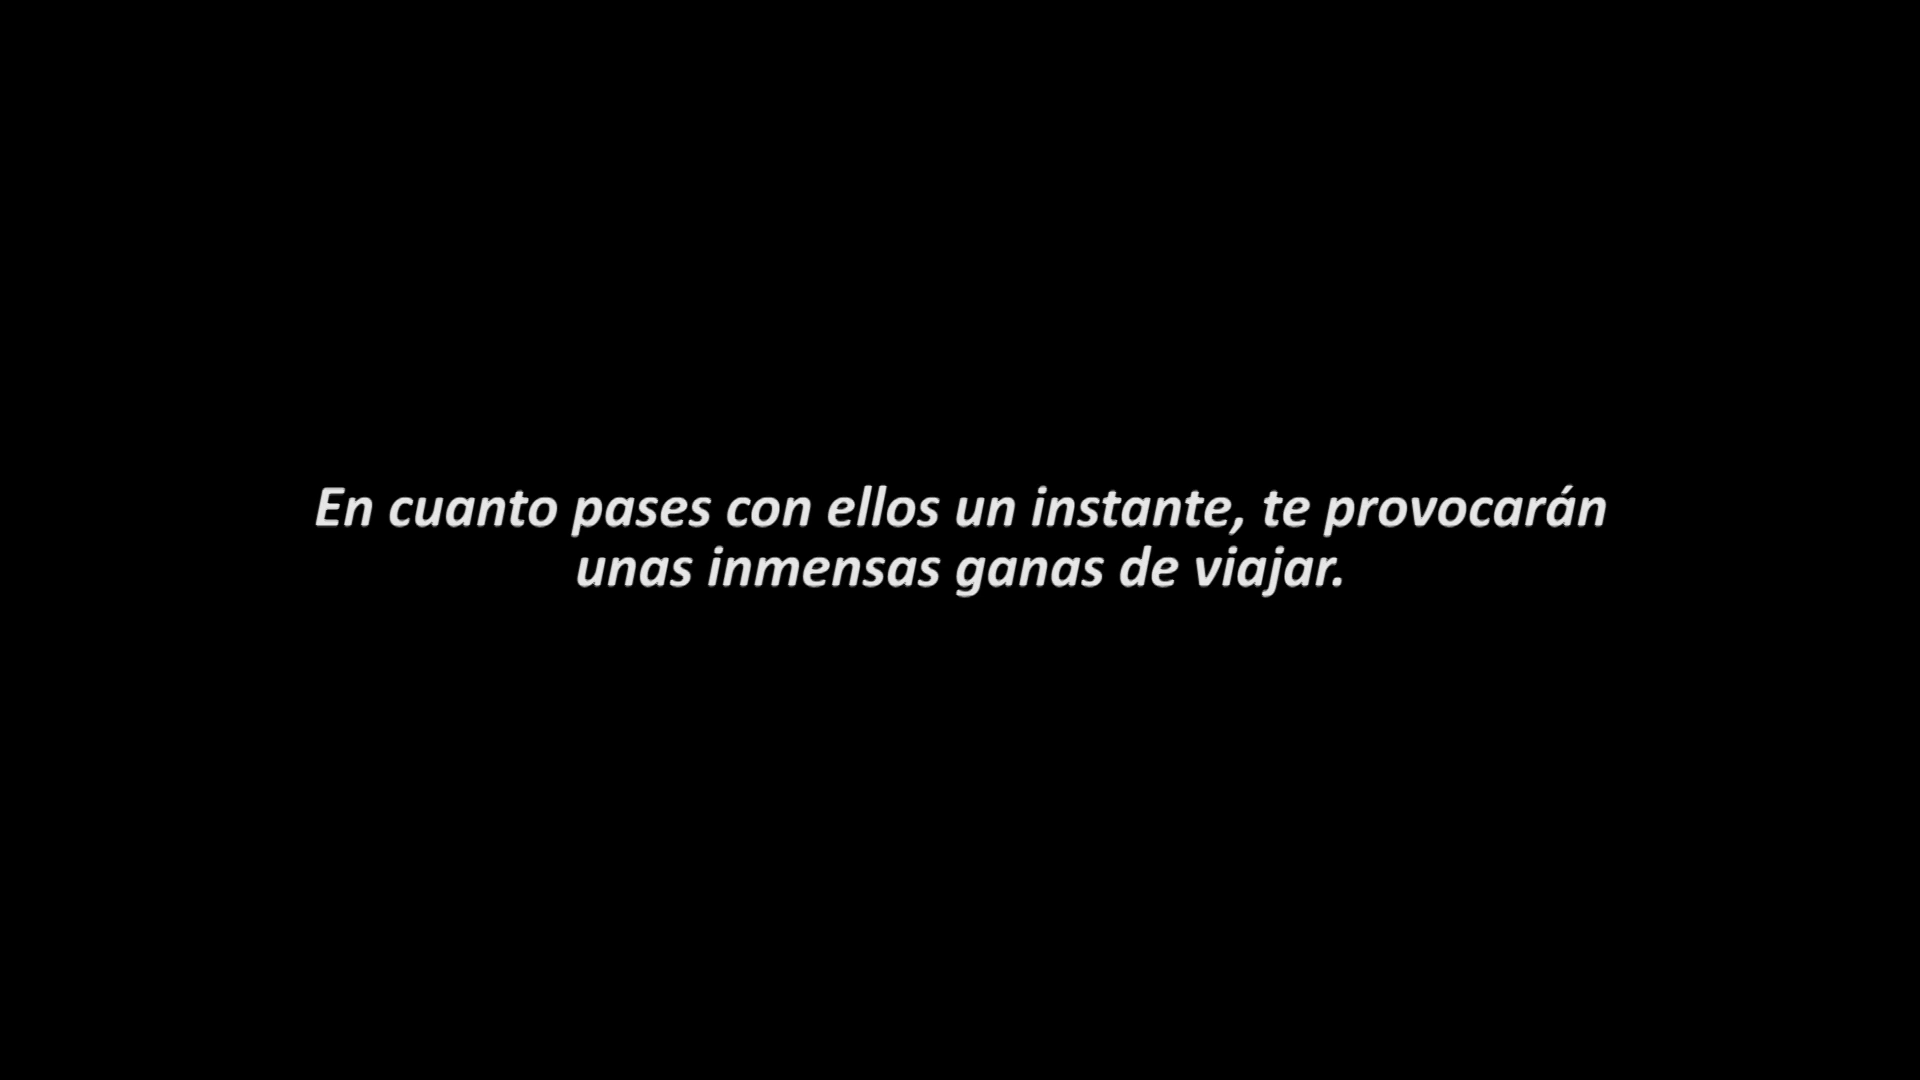 En cuanto pases con ellos un instante, te provocarán
unas inmensas ganas de viajar.